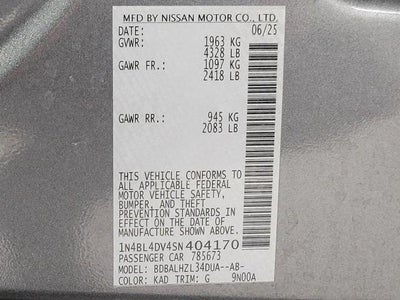 MFD BY NISSAN MOTOR CO., LTD.
DATE: 06/25
GVWR: 1963 KG
4328 LB
GAWR FR.: 1097 KG
2418 LB
GAWR RR.: 945 KG
2083 LB
THIS VEHICLE CONFORMS TO
ALL APPLICABLE FEDERAL
MOTOR VEHICLE SAFETY,
BUMPER, AND THEFT
PREVENTION STANDARDS IN
EFFECT ON THE DATE OF
MANUFACTURE SHOWN ABOVE.
1N4BL4DV4SN404170
PASSENGER CAR 785673
MODEL: BDBALHZL34DUA--AB-
COLOR: KAD TRIM: G 9N00A